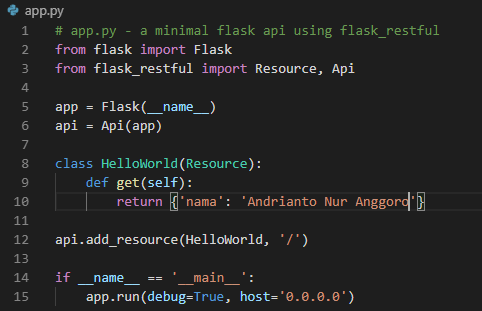 app.py
1 # app.py - a minimal flask api using flask_restful
2 from flask import Flask
3 from flask_restful import Resource, Api
4
5 app = Flask(__name__)
6 api = Api(app)
7
8 class HelloWorld(Resource):
9     def get(self):
10         return {'nama': 'Andrianto Nur Anggoro'}
11
12 api.add_resource(HelloWorld, '/')
13
14 if __name__ == '__main__':
15     app.run(debug=True, host='0.0.0.0')